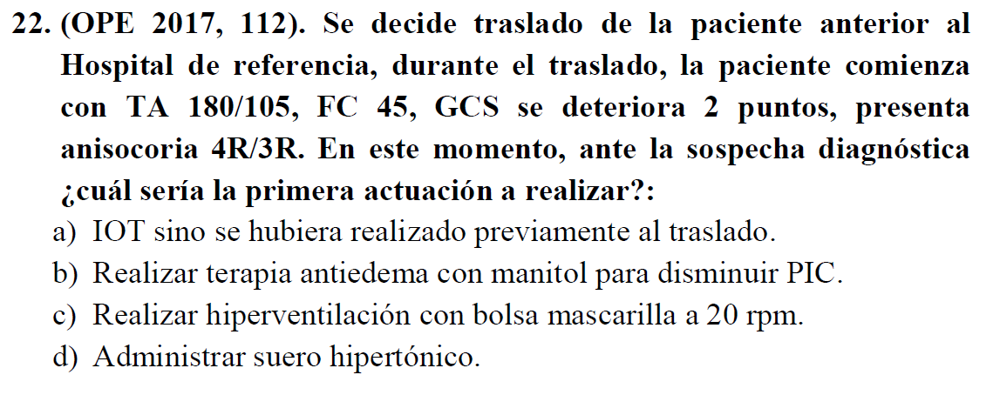 22. (OPE 2017, 112). Se decide traslado de la paciente anterior al
Hospital de referencia, durante el traslado, la paciente comienza
con TA 180/105, FC 45, GCS se deteriora 2 puntos, presenta
anisocoria 4R/3R. En este momento, ante la sospecha diagnóstica
¿cuál sería la primera actuación a realizar?:
a) IOT sino se hubiera realizado previamente al traslado.
b) Realizar terapia antiedema con manitol para disminuir PIC.
c) Realizar hiperventilación con bolsa mascarilla a 20 rpm.
d) Administrar suero hipertónico.